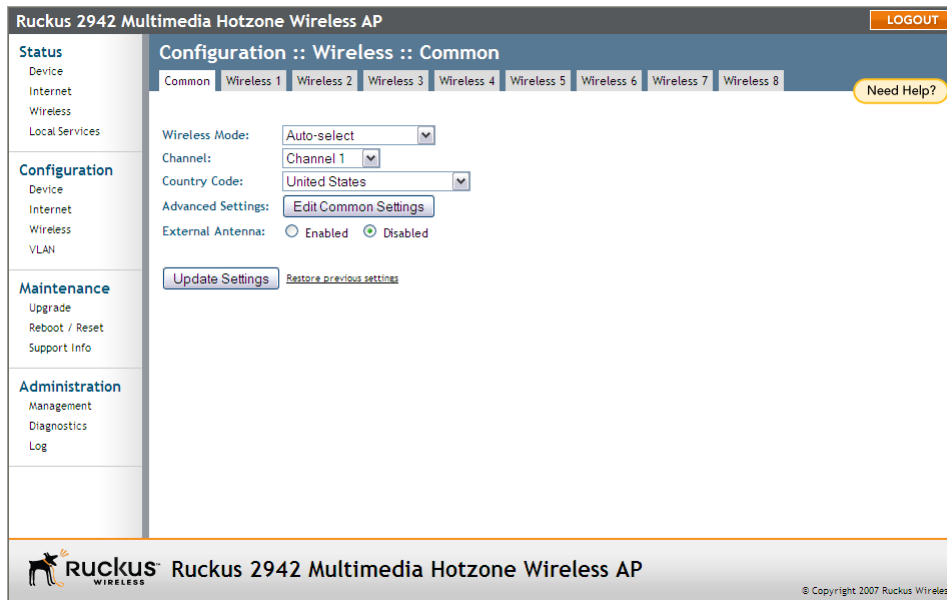 Ruckus 2942 Multimedia Hotzone Wireless AP
LOGOUT
Status
Device
Internet
Wireless
Local Services
Configuration
Device
Internet
Wireless
VLAN
Maintenance
Upgrade
Reboot / Reset
Support Info
Administration
Management
Diagnostics
Log
Configuration :: Wireless :: Common
Common Wireless 1 Wireless 2 Wireless 3 Wireless 4 Wireless 5 Wireless 6 Wireless 7 Wireless 8
Need Help?
Wireless Mode: Auto-select
Channel: Channel 1
Country Code: United States
Advanced Settings: Edit Common Settings
External Antenna: Enabled Disabled
Update Settings Restore previous settings
RUCKUS WIRELESS
Ruckus 2942 Multimedia Hotzone Wireless AP
© Copyright 2007 Ruckus Wireles